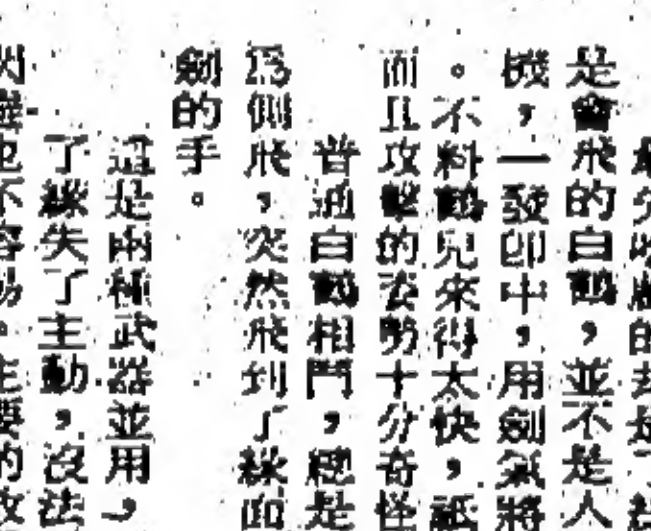 是會飛的白鶴，並不是人
機，一發即中，用劍氣將
。不料鶴兒來得太快，祇
而且攻擊的姿勢十分奇怪
普通白鶴相鬥，總是
爲側飛，突然飛到了綠面
劍的手。
這是兩種武器並用，
了綠失了主動，沒法
也不容易。主要的攻